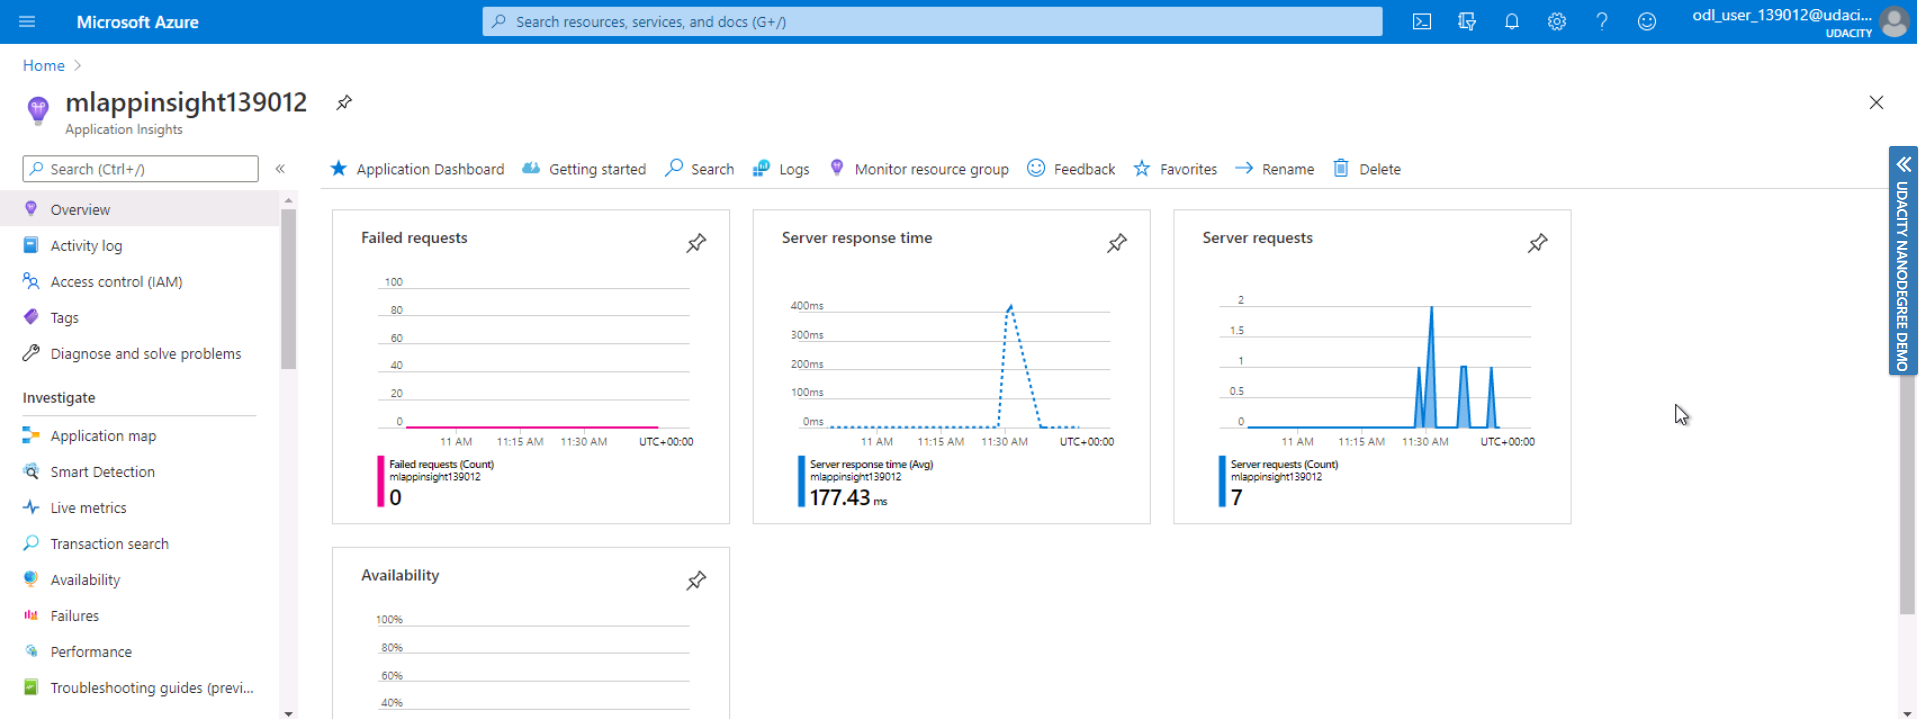 Microsoft Azure
Search resources, services, and docs (G+/)
odl_user_139012@udaci...
UDACITY
Home
mlappinsight139012
Application Insights
Search (Ctrl+/)
Application Dashboard
Getting started
Search
Logs
Monitor resource group
Feedback
Favorites
Rename
Delete
Overview
Activity log
Access control (IAM)
Tags
Diagnose and solve problems
Investigate
Application map
Smart Detection
Live metrics
Transaction search
Availability
Failures
Performance
Troubleshooting guides (previ...
Failed requests
100
80
60
40
20
0
11 AM 11:15 AM 11:30 AM UTC+00:00
Failed requests (Count)
mlappinsight139012
0
Server response time
400ms
300ms
200ms
100ms
0ms
11 AM 11:15 AM 11:30 AM UTC+00:00
Server response time (Avg)
mlappinsight139012
177.43 ms
Server requests
2
1.5
1
0.5
0
11 AM 11:15 AM 11:30 AM UTC+00:00
Server requests (Count)
mlappinsight139012
7
Availability
100%
80%
60%
40%
UDACITY NANODEGREE DEMO